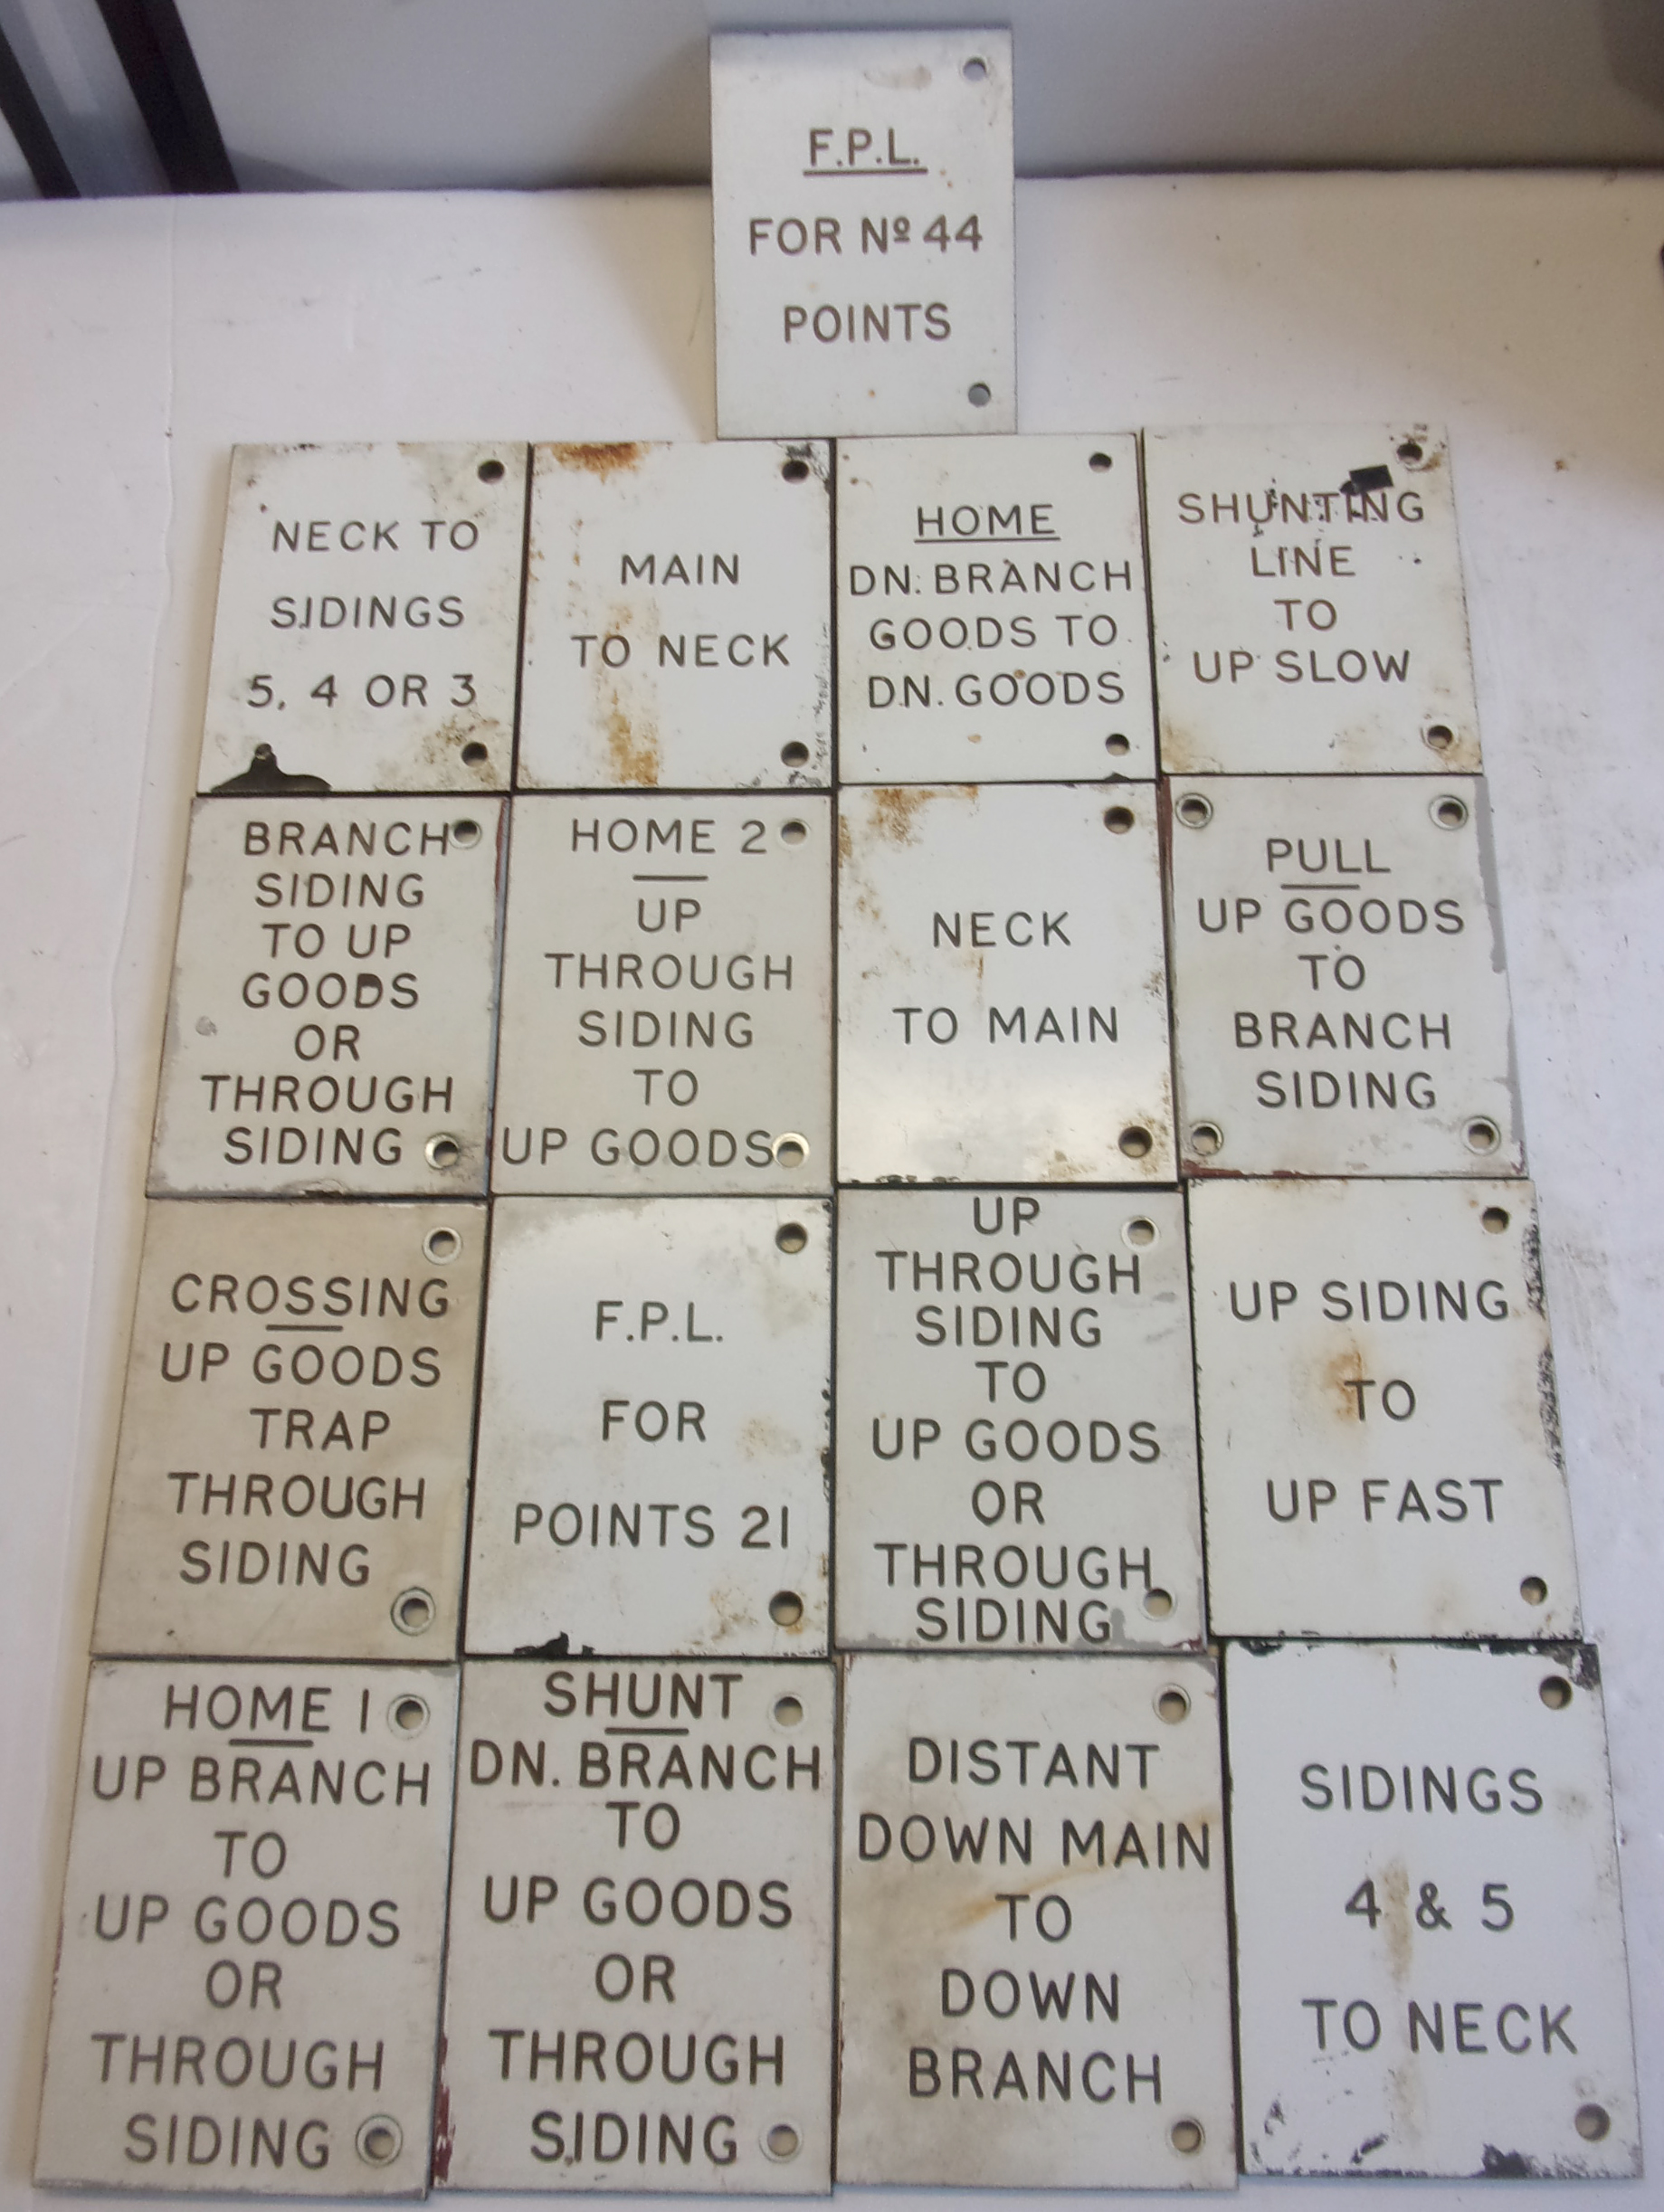 F.P.L.
FOR Nº 44
POINTS
NECK TO
SIDINGS
5, 4 OR 3
MAIN
TO NECK
HOME
DN. BRANCH
GOODS TO
DN. GOODS
SHUNTING
LINE
TO
UP SLOW
BRANCH
SIDING
TO UP
GOODS
OR
THROUGH
SIDING
HOME 2
UP
THROUGH
SIDING
TO
UP GOODS
NECK
TO MAIN
PULL
UP GOODS
TO
BRANCH
SIDING
CROSSING
UP GOODS
TRAP
THROUGH
SIDING
F.P.L.
FOR
POINTS 21
UP
THROUGH
SIDING
TO
UP GOODS
OR
THROUGH
SIDING
UP SIDING
TO
UP FAST
HOME 1
UP BRANCH
TO
UP GOODS
OR
THROUGH
SIDING
SHUNT
DN. BRANCH
TO
UP GOODS
OR
THROUGH
SIDING
DISTANT
DOWN MAIN
TO
DOWN
BRANCH
SIDINGS
4 & 5
TO NECK